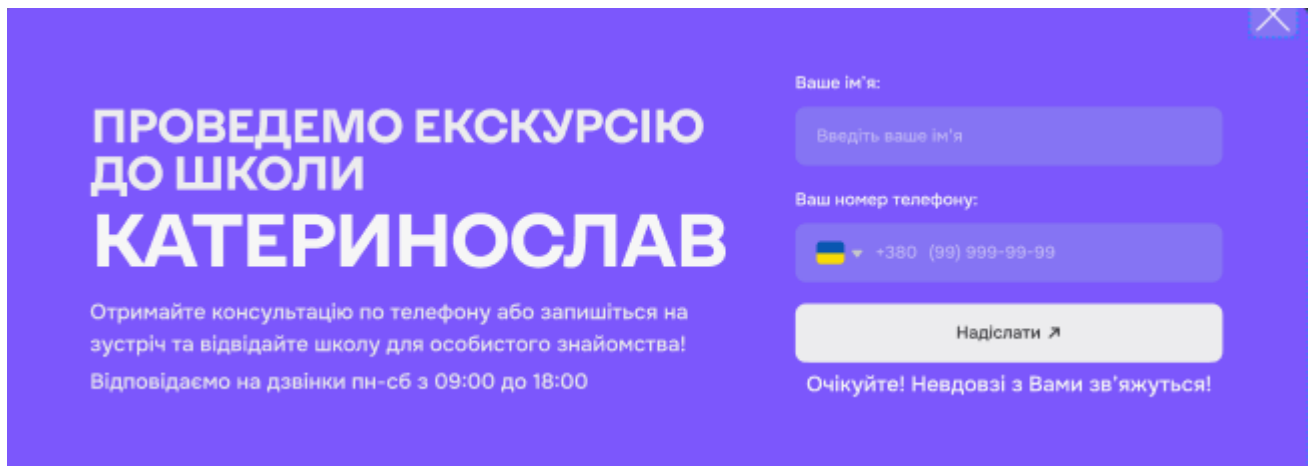 ПРОВЕДЕМО ЕКСКУРСІЮ
ДО ШКОЛИ
КАТЕРИНОСЛАВ
Отримайте консультацію по телефону або запишіться на
зустріч та відвідайте школу для особистого знайомства!
Відповідаємо на дзвінки пн-сб з 09:00 до 18:00
Ваше ім'я:
Введіть ваше ім'я
Ваш номер телефону:
+380 (99) 999-99-99
Надіслати ↗
Очікуйте! Невдовзі з Вами зв'яжуться!